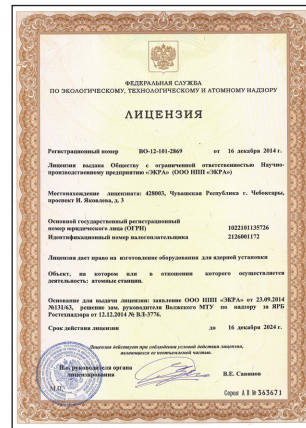 ФЕДЕРАЛЬНАЯ СЛУЖБА
ПО ЭКОЛОГИЧЕСКОМУ, ТЕХНОЛОГИЧЕСКОМУ И АТОМНОМУ НАДЗОРУ
ЛИЦЕНЗИЯ
Регистрационный номер ВО-12-101-2869 от 16 декабря 2014 г.
Лицензия выдана Обществу с ограниченной ответственностью Научно-
производственному предприятию «ЭКРА» (ООО НПП «ЭКРА»)
Местонахождение лицензиата: 428003, Чувашская Республика г. Чебоксары,
проспект И. Яковлова, д. 3
Основной государственный регистрационный
номер юридического лица (ОГРН) 1022101135726
Идентификационный номер налогоплательщика 2126001172
Лицензия дает право на изготовление оборудования для ядерной установки
Объект, на котором или в отношении которого осуществляется
деятельность: атомные станции.
Основание для выдачи лицензии: заявление ООО НПП «ЭКРА» от 23.09.2014
№131/63, решение зам. руководителя Волжского МТУ по надзору за ЯРБ
Ростехнадзора от 12.12.2014 № ВЛ-3776.
Срок действия лицензии до 16 декабря 2024 г.
Лицензия действует при соблюдении условий действия лицензии,
являющихся ее неотъемлемой частью.
руководителя органа
лицензирования В.Е. Санинов
М.П.
Серия А В № 363671